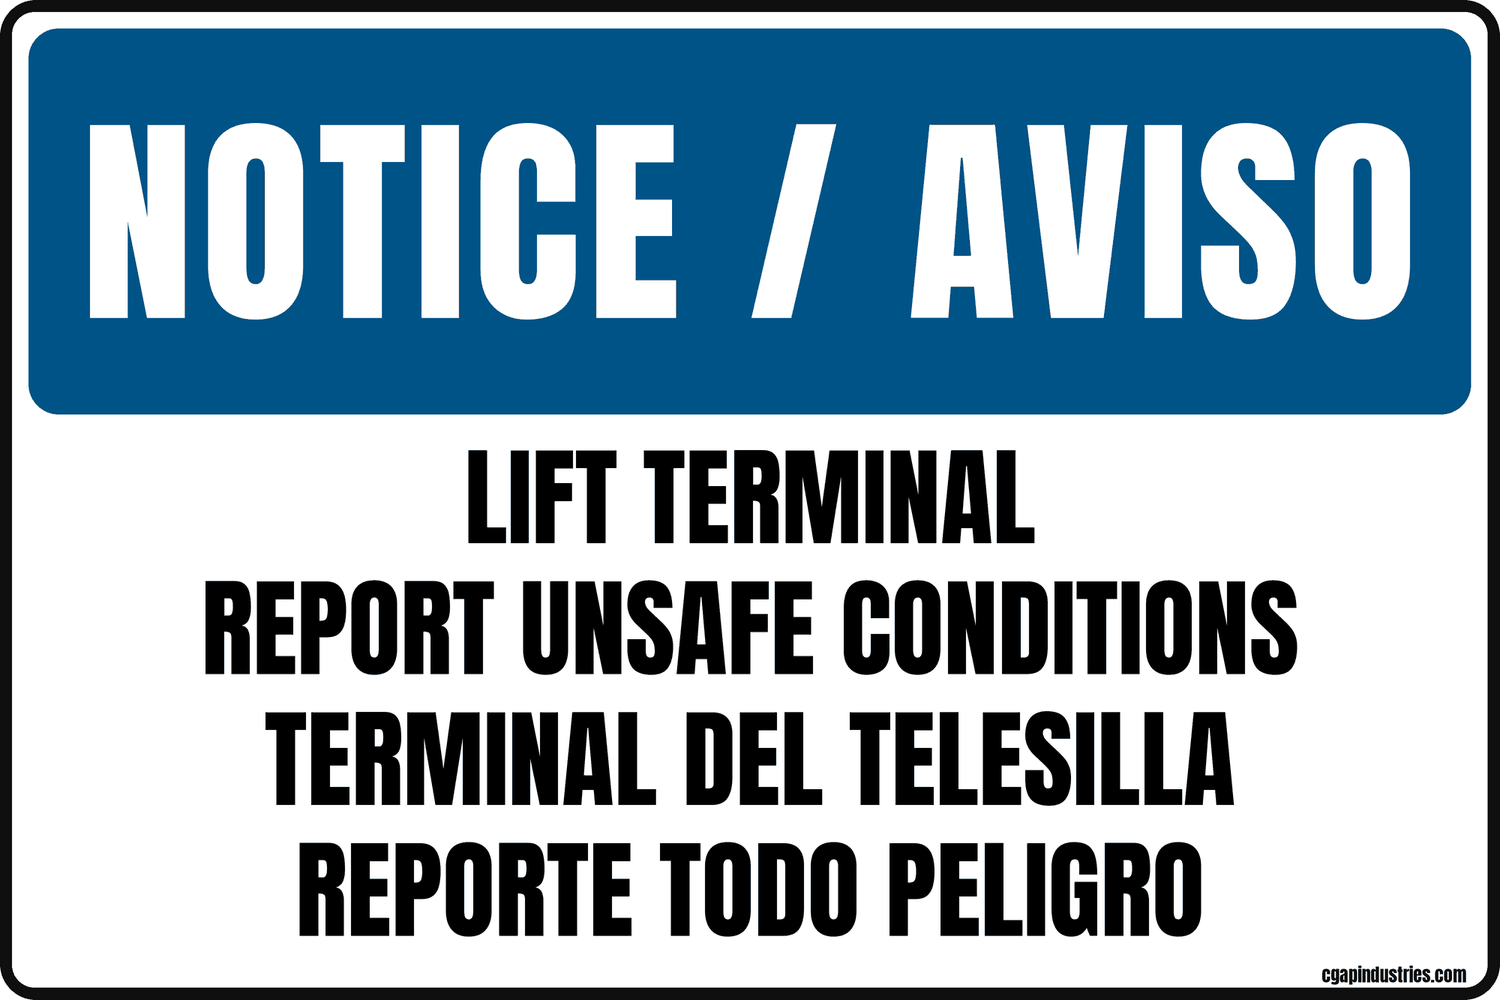 NOTICE / AVISO
LIFT TERMINAL
REPORT UNSAFE CONDITIONS
TERMINAL DEL TELESILLA
REPORTE TODO PELIGRO
cgapindustries.com